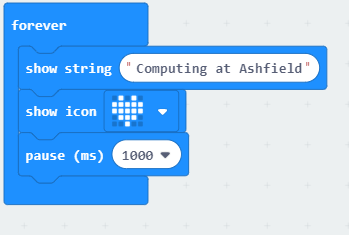 forever
show string "Computing at Ashfield"
show icon
pause (ms) 1000